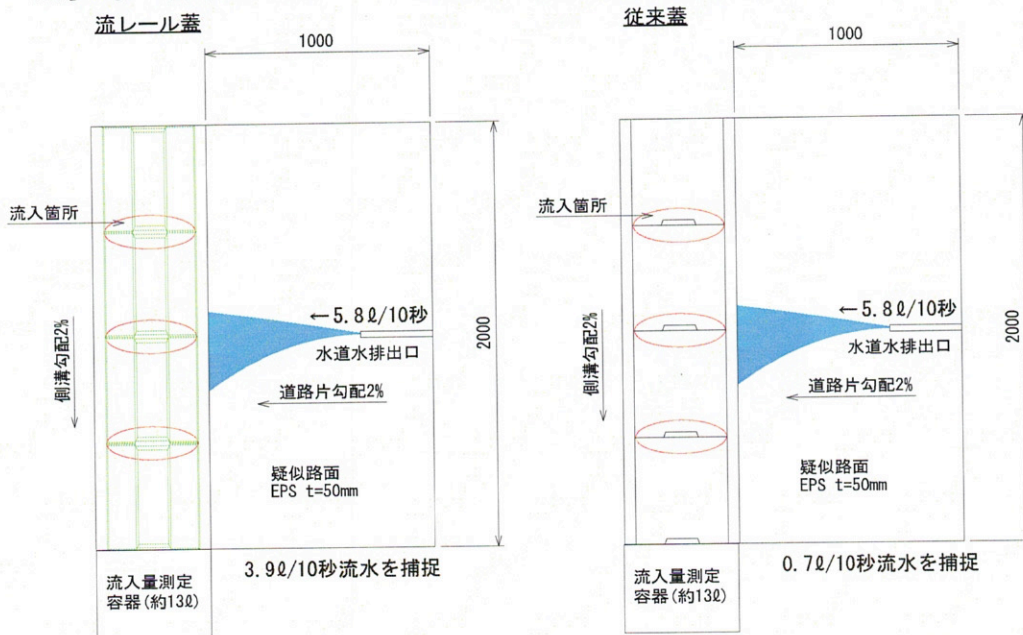 流レール蓋
1000
流入箇所
側溝勾配2%
←5.8ℓ/10秒
水道水排出口
道路片勾配2%
2000
疑似路面
EPS t=50mm
流入量測定
容器(約13ℓ)
3.9ℓ/10秒流水を捕捉
従来蓋
1000
流入箇所
側溝勾配2%
←5.8ℓ/10秒
水道水排出口
道路片勾配2%
2000
疑似路面
EPS t=50mm
流入量測定
容器(約13ℓ)
0.7ℓ/10秒流水を捕捉